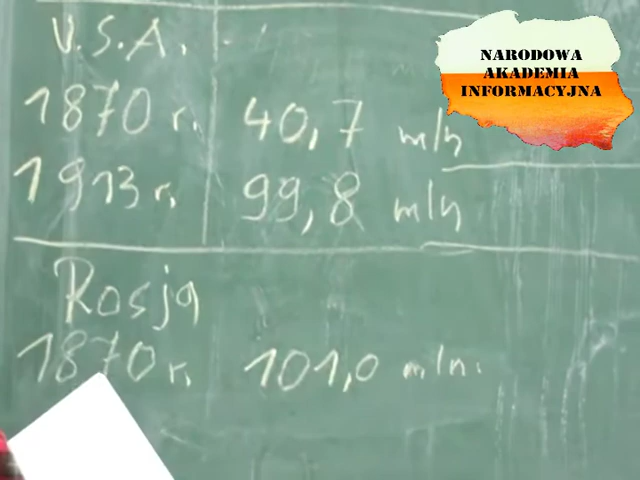 U.S.A.
1870 r. 40,7 mln
1913 r. 99,8 mln
Rosja
1870 r. 101,0 mln.
NARODOWA
AKADEMIA
INFORMACYJNA